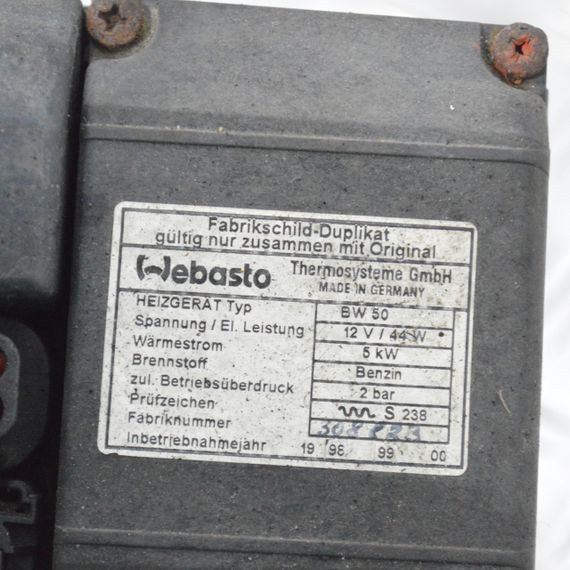 Fabrikschild-Duplikat
gültig nur zusammen mit Original
Webasto Thermosysteme GmbH
MADE IN GERMANY
HEIZGERÄT Typ BW 50
Spannung / El. Leistung 12 V / 44 W
Wärmestrom 5 kW
Brennstoff Benzin
zul. Betriebsüberdruck 2 bar
Prüfzeichen S 238
Fabriknummer
Inbetriebnahmejahr 19 98 99 00